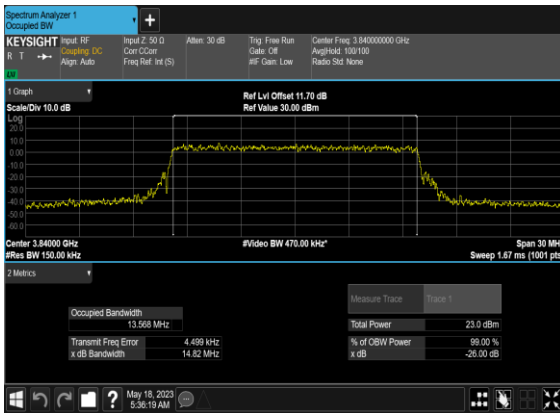 Spectrum Analyzer 1
Occupied BW
+
KEYSIGHT
R T
LXI
Input: RF
Coupling: DC
Align: Auto
Input Z: 50 Ω
Corr CCorr
Freq Ref: Int (S)
Atten: 30 dB
Trig: Free Run
Gate: Off
#IF Gain: Low
Center Freq: 3.840000000 GHz
Avg|Hold: 100/100
Radio Std: None
1 Graph
Scale/Div 10.0 dB
Ref Lvl Offset 11.70 dB
Ref Value 30.00 dBm
Log
20.0
10.0
0.00
-10.0
-20.0
-30.0
-40.0
-50.0
-60.0
Center 3.84000 GHz
#Res BW 150.00 kHz
#Video BW 470.00 kHz*
Span 30 MH
Sweep 1.67 ms (1001 pts
2 Metrics
Measure Trace Trace 1
Occupied Bandwidth
13.568 MHz
Total Power 23.0 dBm
Transmit Freq Error 4.499 kHz
% of OBW Power 99.00 %
x dB Bandwidth 14.82 MHz
x dB -26.00 dB
?
May 18, 2023
5:36:19 AM